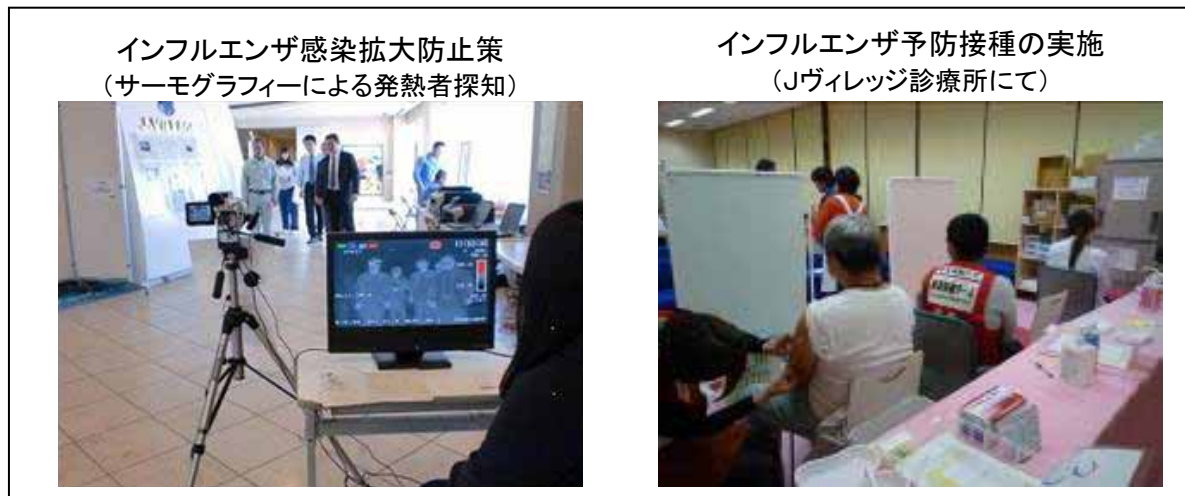 インフルエンザ感染拡大防止策
(サーモグラフィーによる発熱者探知)
インフルエンザ予防接種の実施
(Jヴィレッジ診療所にて)